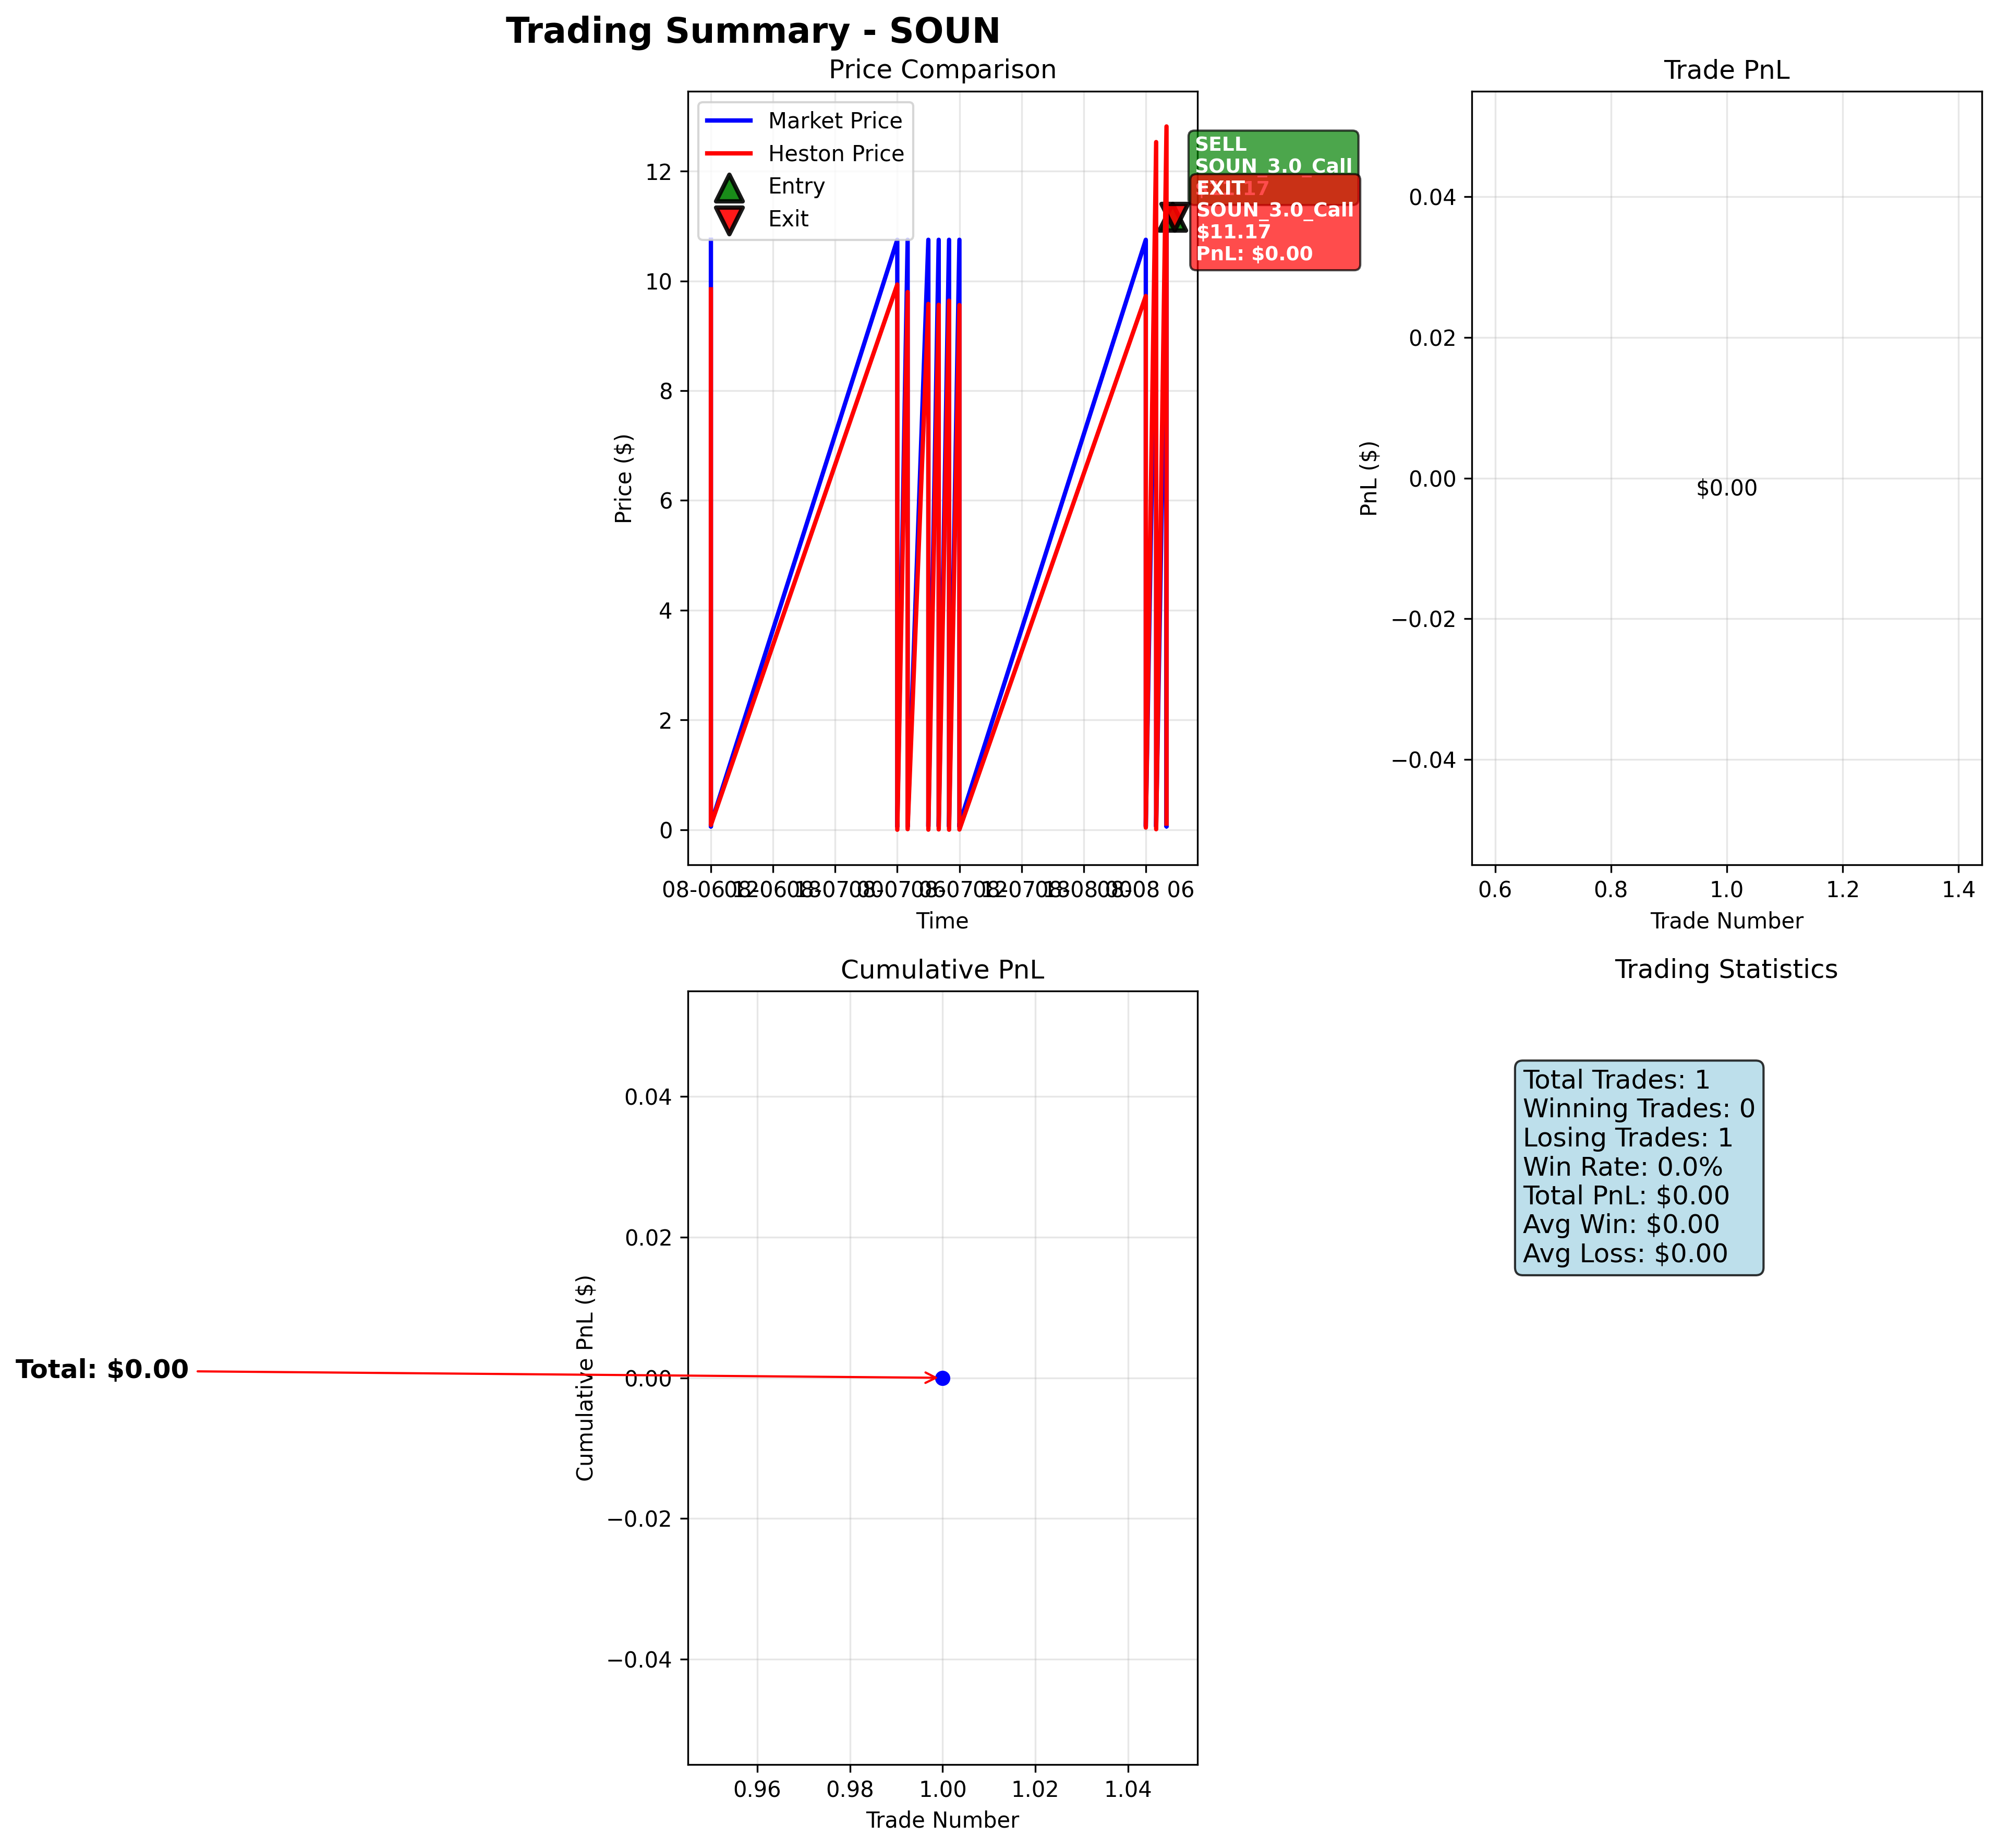 Trading Summary - SOUN
Price Comparison
Market Price
Heston Price
Entry
Exit
SELL
SOUN_3.0_Call
17
EXIT
SOUN_3.0_Call
$11.17
PnL: $0.00
12
10
8
6
4
2
0
Price ($)
08-06
08-08 06
Time
Trade PnL
0.04
0.02
0.00
−0.02
−0.04
PnL ($)
$0.00
0.6 0.8 1.0 1.2 1.4
Trade Number
Cumulative PnL
0.04
0.02
0.00
−0.02
−0.04
Cumulative PnL ($)
Total: $0.00
0.96 0.98 1.00 1.02 1.04
Trade Number
Trading Statistics
Total Trades: 1
Winning Trades: 0
Losing Trades: 1
Win Rate: 0.0%
Total PnL: $0.00
Avg Win: $0.00
Avg Loss: $0.00